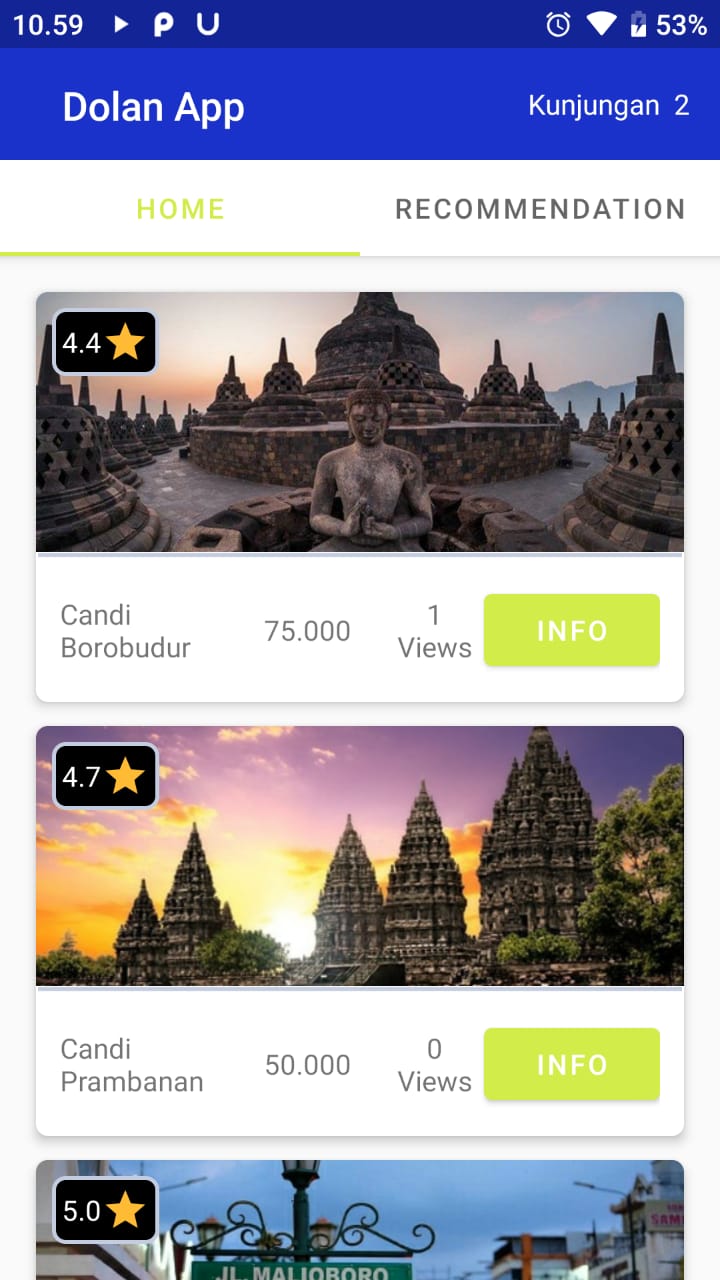 10.59
53%
Dolan App
Kunjungan 2
HOME
RECOMMENDATION
4.4
Candi
Borobudur
75.000
1
Views
INFO
4.7
Candi
Prambanan
50.000
0
Views
INFO
5.0
JL. MALIOBORO
SAM